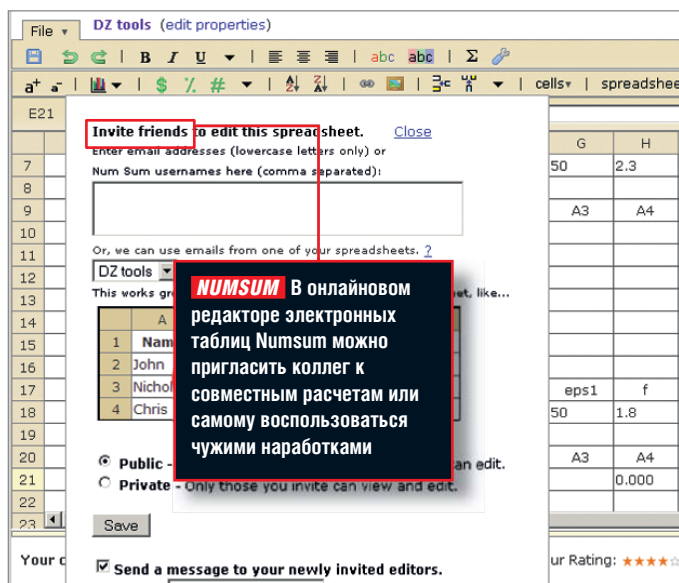 File ▾ DZ tools (edit properties)
B I U ▾ abc abc Σ
a⁺ a⁻ $ % # ▾ A Z Z A cells▾ spreadshee
E21
Invite friends to edit this spreadsheet. Close
Enter email addresses (lowercase letters only) or
Num Sum usernames here (comma separated):
G H
7 50 2.3
8
9 A3 A4
10
11
12
13
14
15
16
17 eps1 f
18 50 1.8
19
20 A3 A4
21 0.000
22
23
Or, we can use emails from one of your spreadsheets. ?
DZ tools
This works gr et, like...
A
1 Nam
2 John
3 Nichol
4 Chris
NUMSUM В онлайновом
редакторе электронных
таблиц Numsum можно
пригласить коллег к
совместным расчетам или
самому воспользоваться
чужими наработками
Public - an edit.
Private - Only those you invite can view and edit.
Save
Send a message to your newly invited editors.
Your c ur Rating: